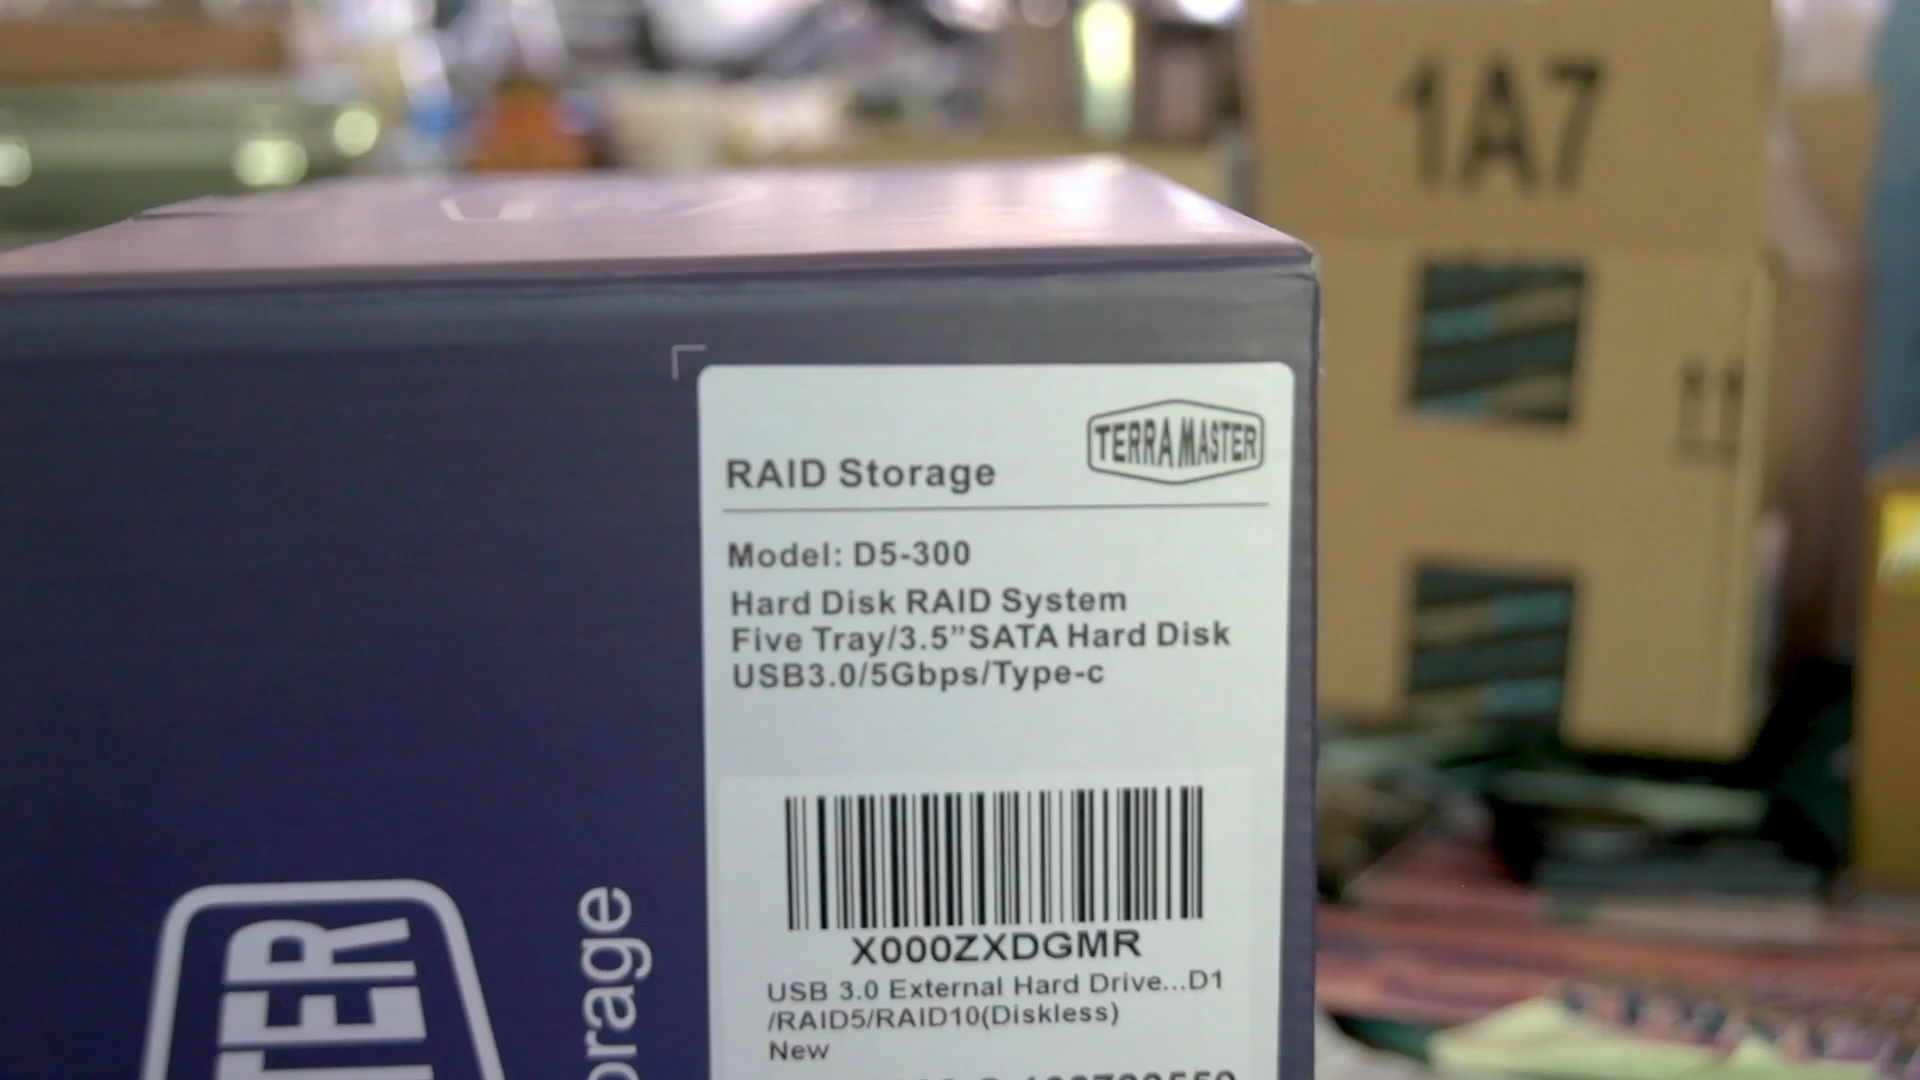 1A7
TERRAMASTER
RAID Storage
Model: D5-300
Hard Disk RAID System
Five Tray/3.5”SATA Hard Disk
USB3.0/5Gbps/Type-c
X000ZXDGMR
USB 3.0 External Hard Drive...D1
/RAID5/RAID10(Diskless)
New
TER
orage